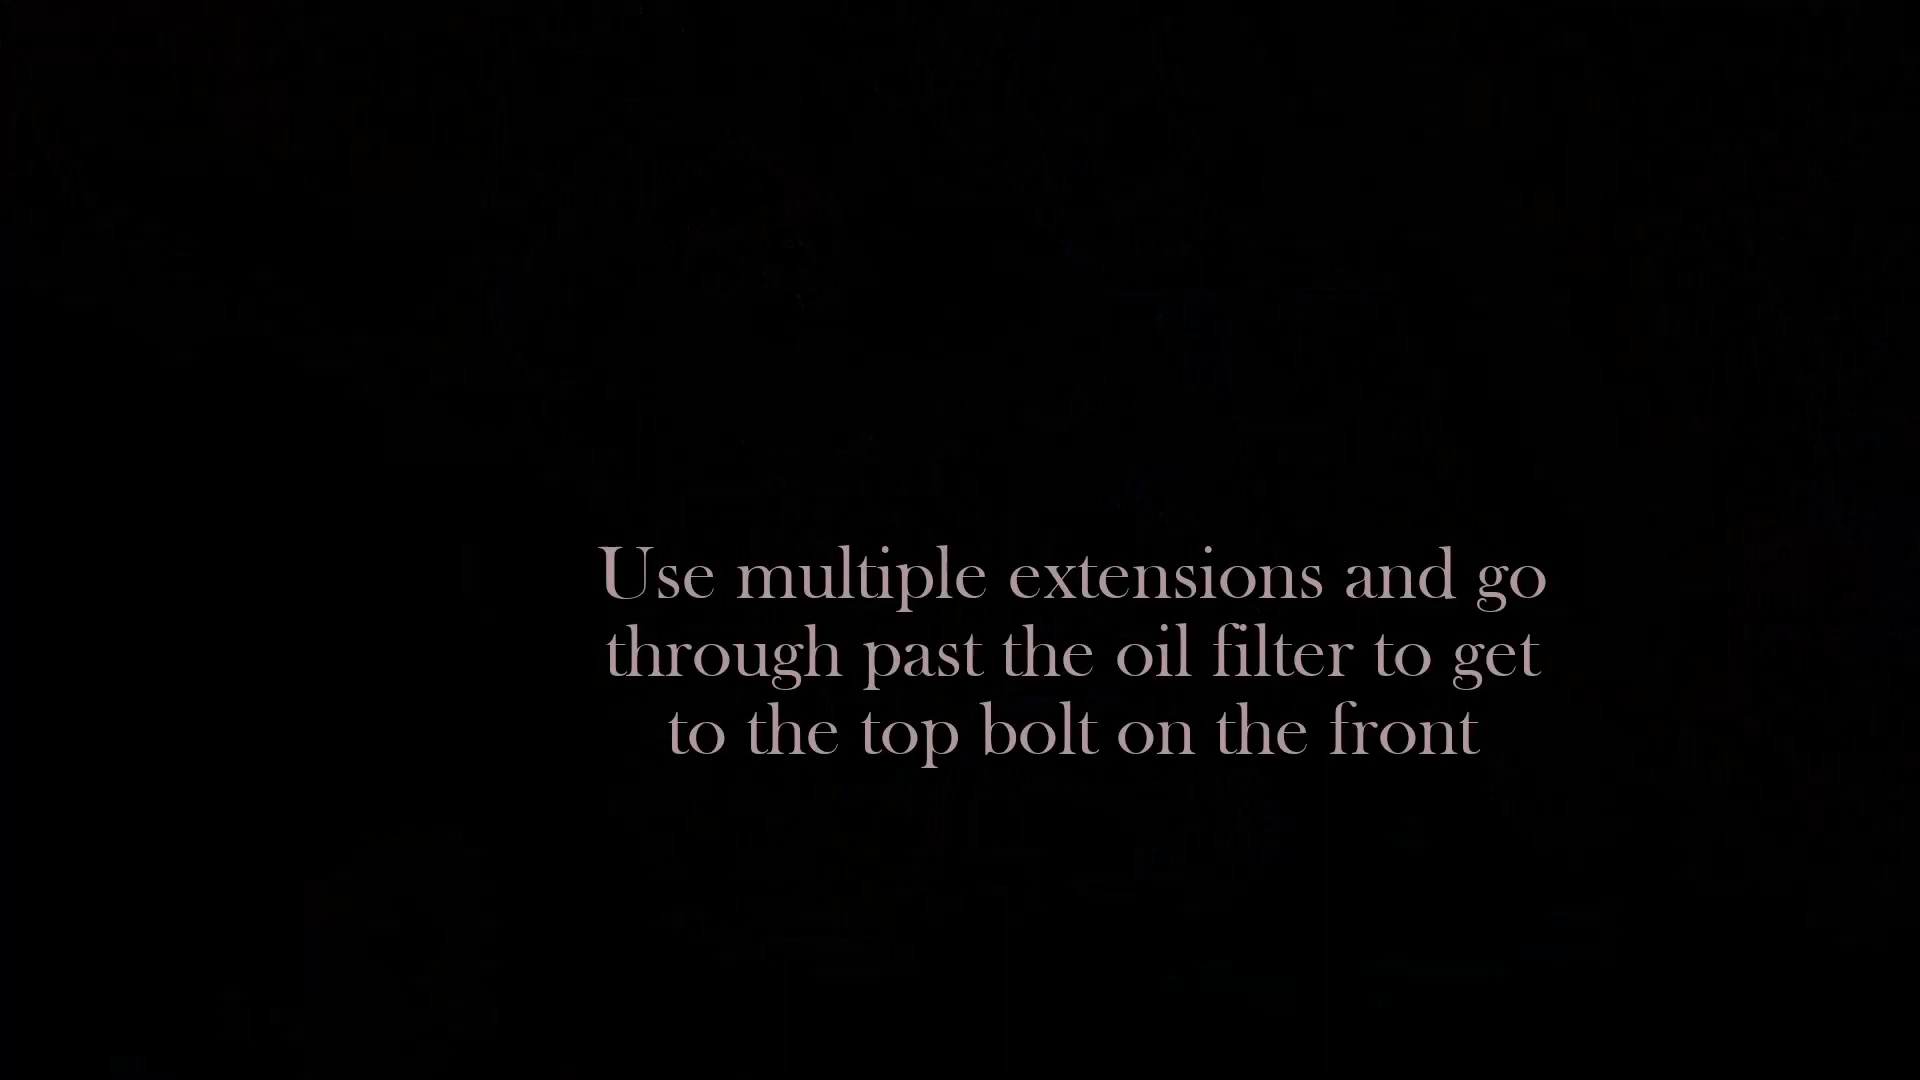 Use multiple extensions and go
through past the oil filter to get
to the top bolt on the front